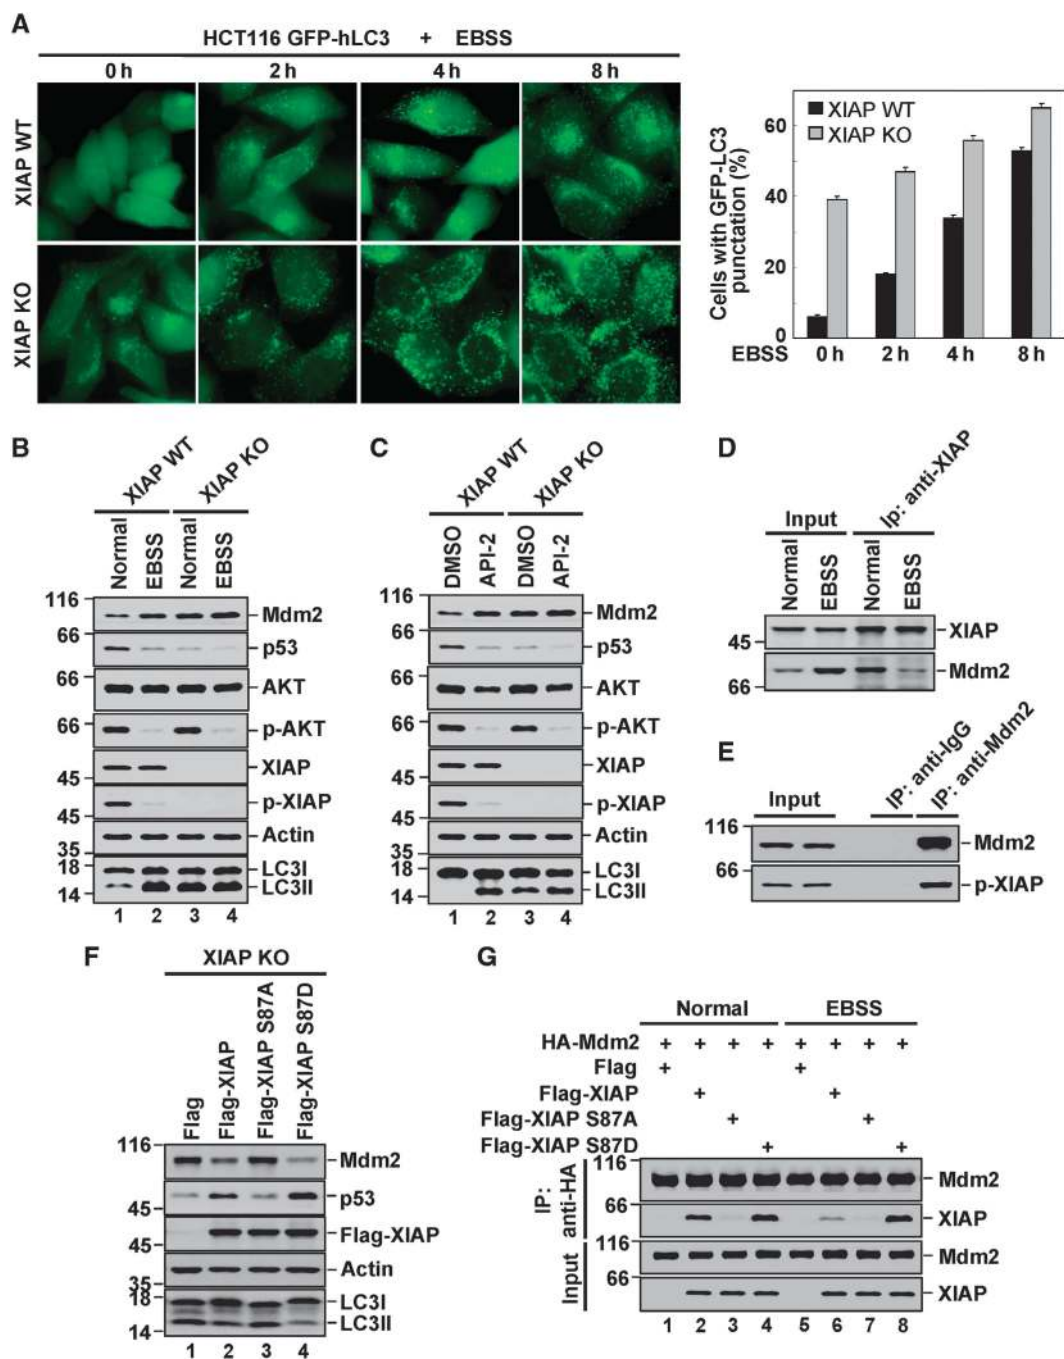 A
HCT116 GFP-hLC3 + EBSS
0 h 2 h 4 h 8 h
XIAP WT
XIAP KO
XIAP WT
XIAP KO
Cells with GFP-LC3
punctation (%)
60
40
20
0
EBSS 0 h 2 h 4 h 8 h
B
XIAP WT XIAP KO
Normal EBSS Normal EBSS
116
Mdm2
66
p53
45
AKT
66
p-AKT
66
XIAP
45
p-XIAP
45
Actin
35
18 LC3I
14 LC3II
1 2 3 4
C
XIAP WT XIAP KO
DMSO API-2 DMSO API-2
116
Mdm2
66
p53
45
66
AKT
66
p-AKT
XIAP
45
p-XIAP
45
Actin
35
18 LC3I
14 LC3II
1 2 3 4
D
Input Ip: anti-XIAP
Normal EBSS Normal EBSS
XIAP
45
Mdm2
66
E
Input IP: anti-IgG IP: anti-Mdm2
116
Mdm2
66
p-XIAP
F
XIAP KO
Flag Flag-XIAP Flag-XIAP S87A Flag-XIAP S87D
116
Mdm2
66
p53
45
Flag-XIAP
45
Actin
35
18 LC3I
14 LC3II
1 2 3 4
G
Normal EBSS
HA-Mdm2 + + + + + + + +
Flag + +
Flag-XIAP + +
Flag-XIAP S87A + +
Flag-XIAP S87D + +
IP:
anti-HA
116
Mdm2
66
XIAP
Input
116
Mdm2
66
XIAP
1 2 3 4 5 6 7 8